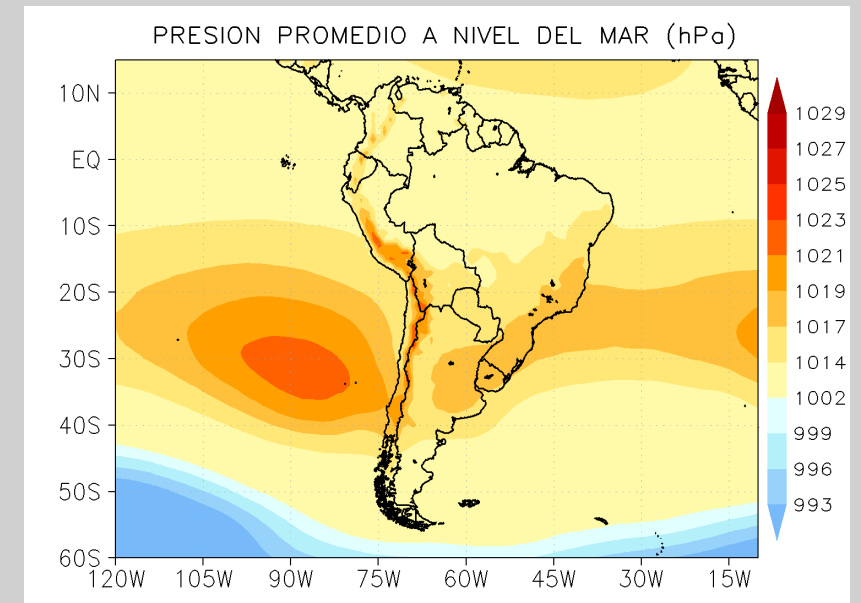 PRESION PROMEDIO A NIVEL DEL MAR (hPa)
10N
EQ
10S
20S
30S
40S
50S
60S
120W 105W 90W 75W 60W 45W 30W 15W
1029
1027
1025
1023
1021
1019
1017
1014
1002
999
996
993